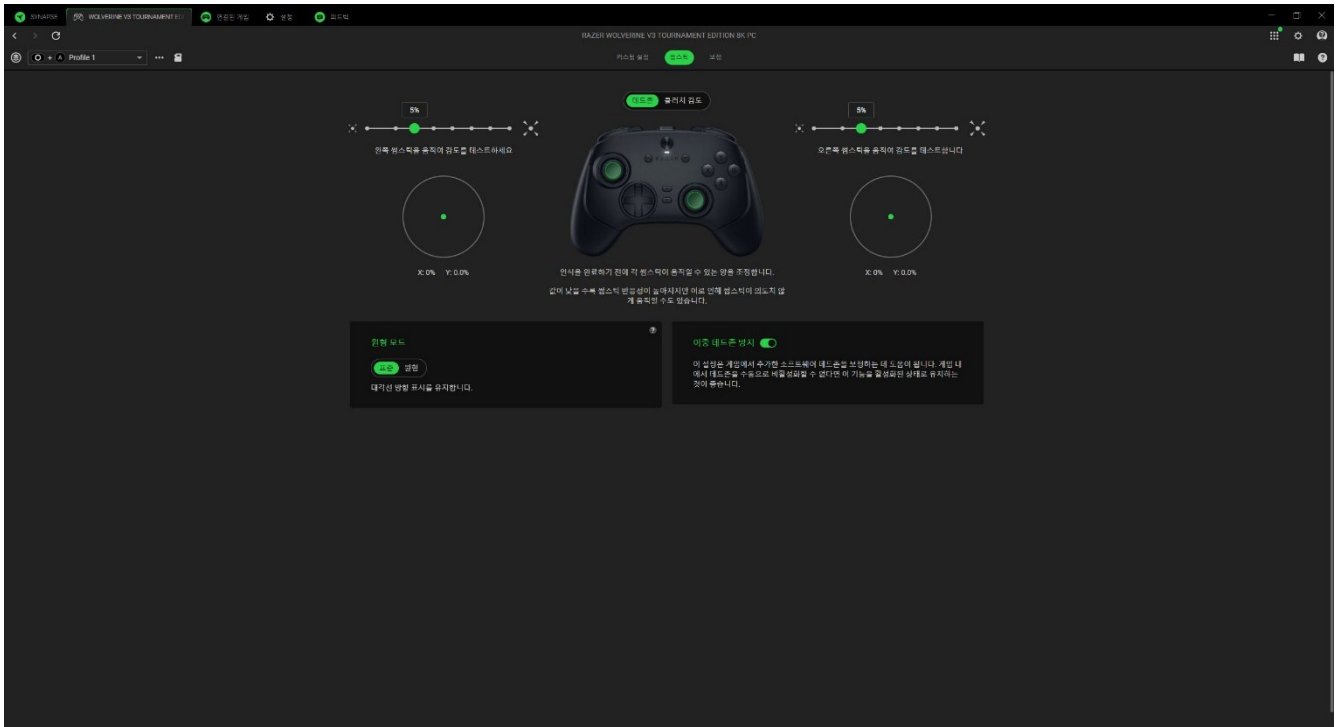 SYNAPSE
WOLVERINE V3 TOURNAMENT EDI
연결된 게임
설정
피드백
RAZER WOLVERINE V3 TOURNAMENT EDITION 8K PC
Profile 1
커스텀 설정
썸스틱
보정
데드존
쿨러치 감도
5%
왼쪽 썸스틱을 움직여 감도를 테스트하세요
X: 0% Y: 0.0%
5%
오른쪽 썸스틱을 움직여 감도를 테스트합니다
X: 0% Y: 0.0%
인식을 완료하기 전에 각 썸스틱이 움직일 수 있는 양을 조정합니다.
값이 낮을 수록 썸스틱 반응성이 높아지지만 이로 인해 썸스틱이 의도치 않
게 움직일 수도 있습니다.
원형 모드
표준
원형
대각선 방향 표시를 유지합니다.
이중 데드존 방지
이 설정은 게임에서 추가한 소프트웨어 데드존을 보정하는 데 도움이 됩니다. 게임 내
에서 데드존을 수동으로 비활성화할 수 없다면 이 기능을 활성화된 상태로 유지하는
것이 좋습니다.